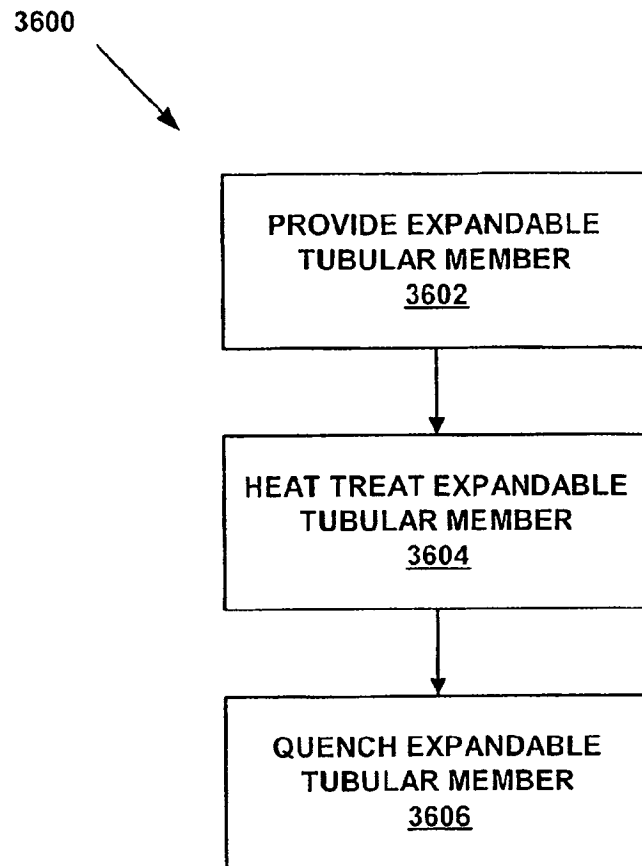 3600
PROVIDE EXPANDABLE
TUBULAR MEMBER
3602
HEAT TREAT EXPANDABLE
TUBULAR MEMBER
3604
QUENCH EXPANDABLE
TUBULAR MEMBER
3606